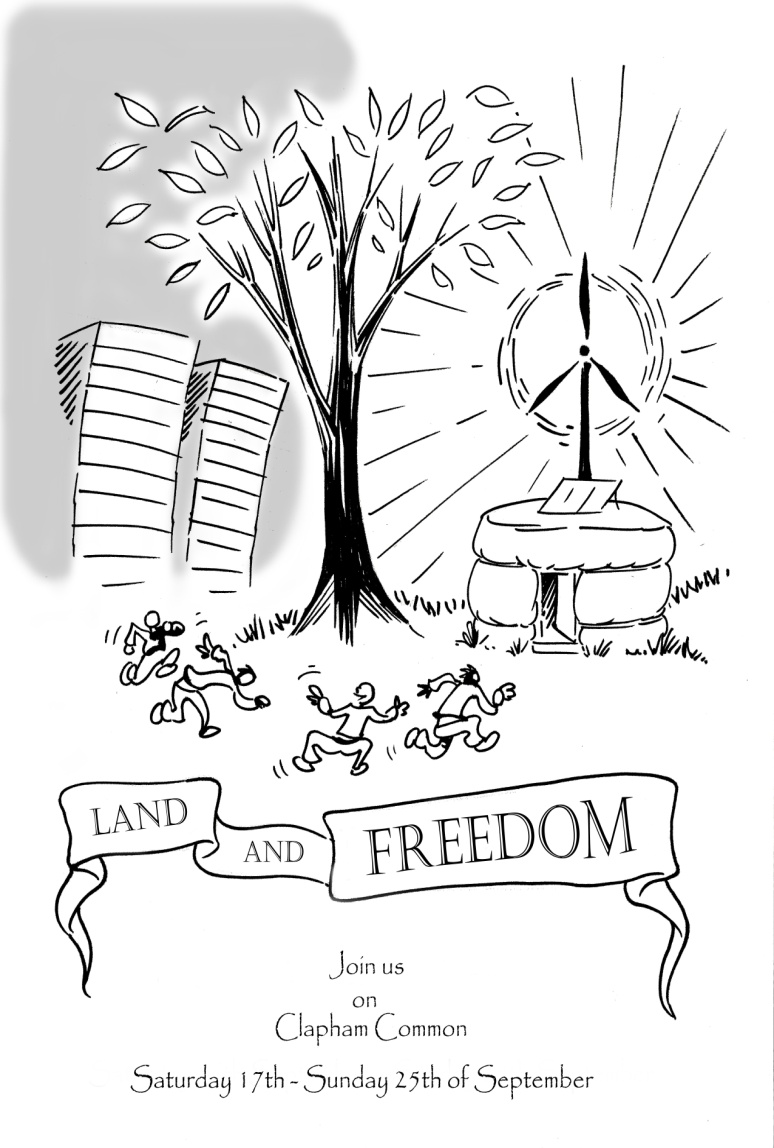 LAND AND FREEDOM
Join us
on
Clapham Common
Saturday 17th - Sunday 25th of September